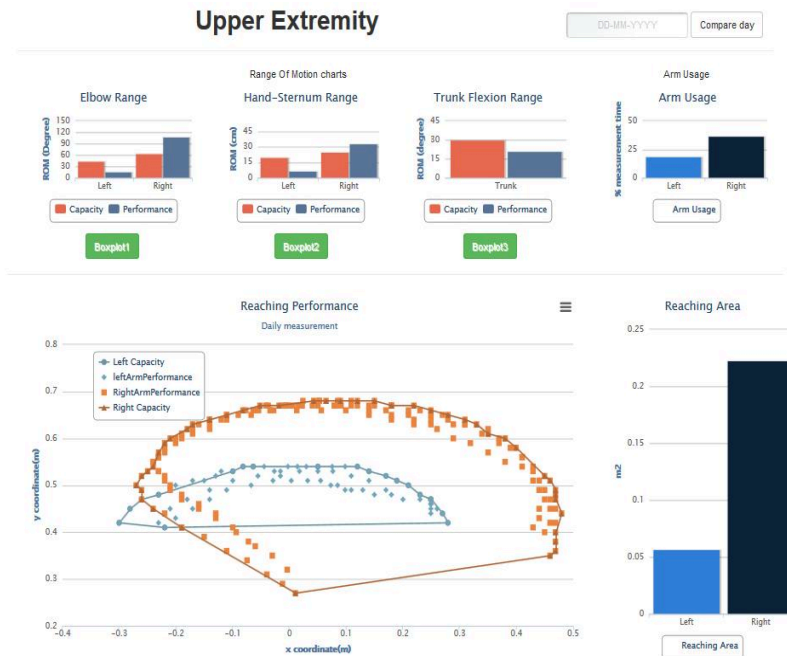 Upper Extremity
DD-MM-YYYY
Compare day
Range Of Motion charts
Arm Usage
Elbow Range
Hand-Sternum Range
Trunk Flexion Range
Arm Usage
ROM (Degree)
150
120
90
60
30
0
Left
Right
Capacity
Performance
Boxplot1
ROM (cm)
45
30
15
0
Left
Right
Capacity
Performance
Boxplot2
ROM (degree)
45
30
15
0
Trunk
Capacity
Performance
Boxplot3
% measurement time
50
25
0
Left
Right
Arm Usage
Reaching Performance
Daily measurement
y coordinate(m)
0.8
0.7
0.6
0.5
0.4
0.3
0.2
Left Capacity
leftArmPerformance
RightArmPerformance
Right Capacity
-0.4
-0.3
-0.2
-0.1
0
0.1
0.2
0.3
0.4
0.5
x coordinate(m)
Reaching Area
m2
0.25
0.2
0.15
0.1
0.05
0
Left
Right
Reaching Area